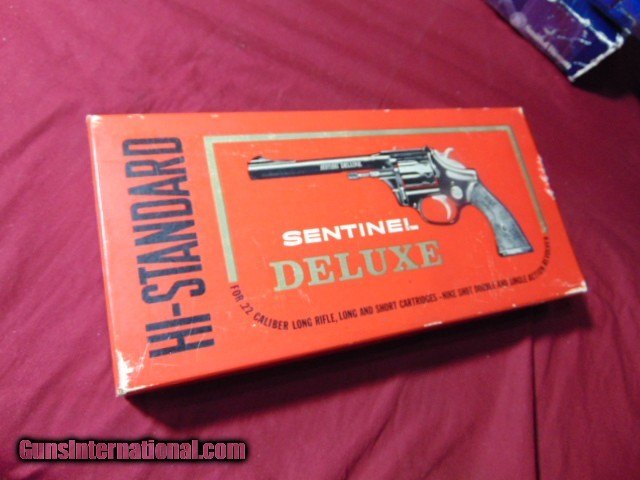 HI-STANDARD
SENTINEL
DELUXE
FOR .22 CALIBER LONG RIFLE, LONG AND SHORT CARTRIDGES - NINE SHOT DOUBLE AND SINGLE ACTION REVOLVER
GunsInternational.com